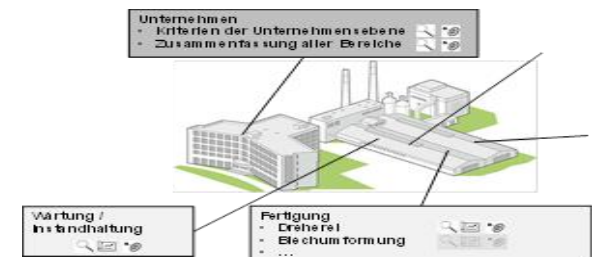 Unternehmen
- Kriterien der Unternehmensebene
- Zusammenfassung aller Bereiche
Wartung /
Instandhaltung
Fertigung
- Dreherei
- Blechumformung
- ...